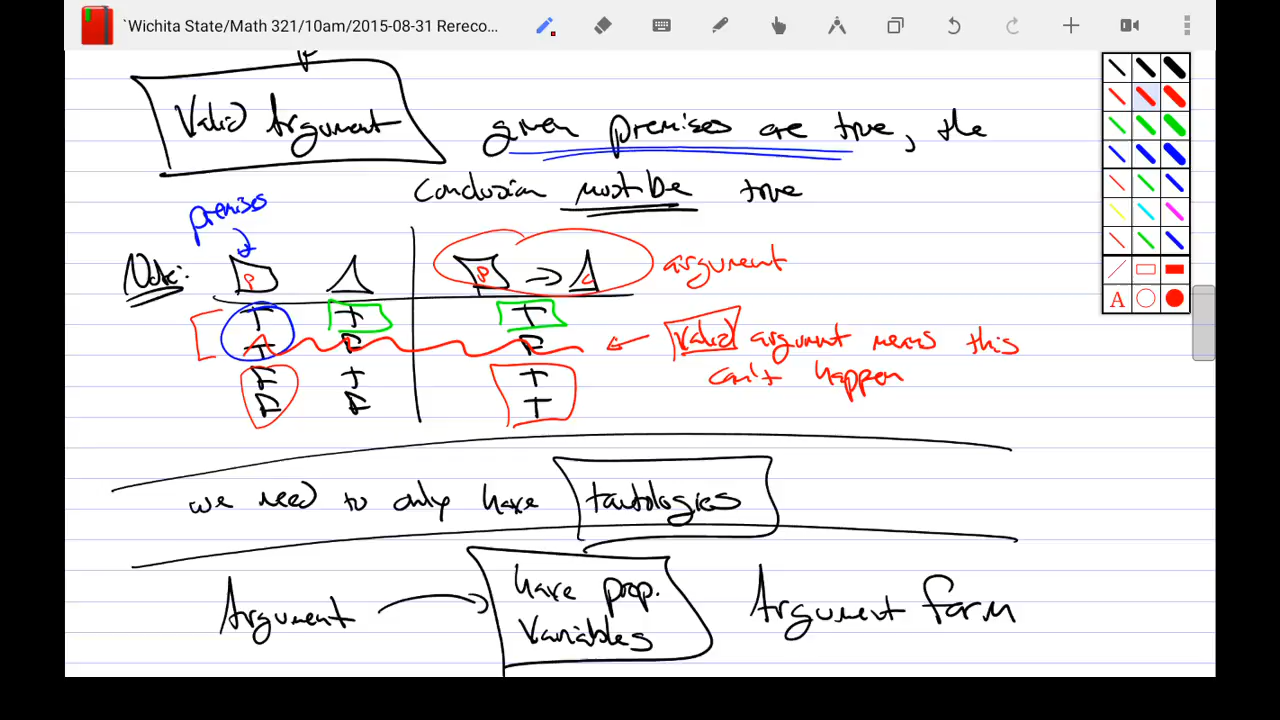 `Wichita State/Math 321/10am/2015-08-31 Rereco...
Valid Argument
given premises are true, the
conclusion must be true
premises
Note:
P
P → C
argument
T T T
T F F
F T T
F F T
← Valid argument means this
can't happen
we need to only have tautologies
Argument
have prop.
variables
Argument form
A